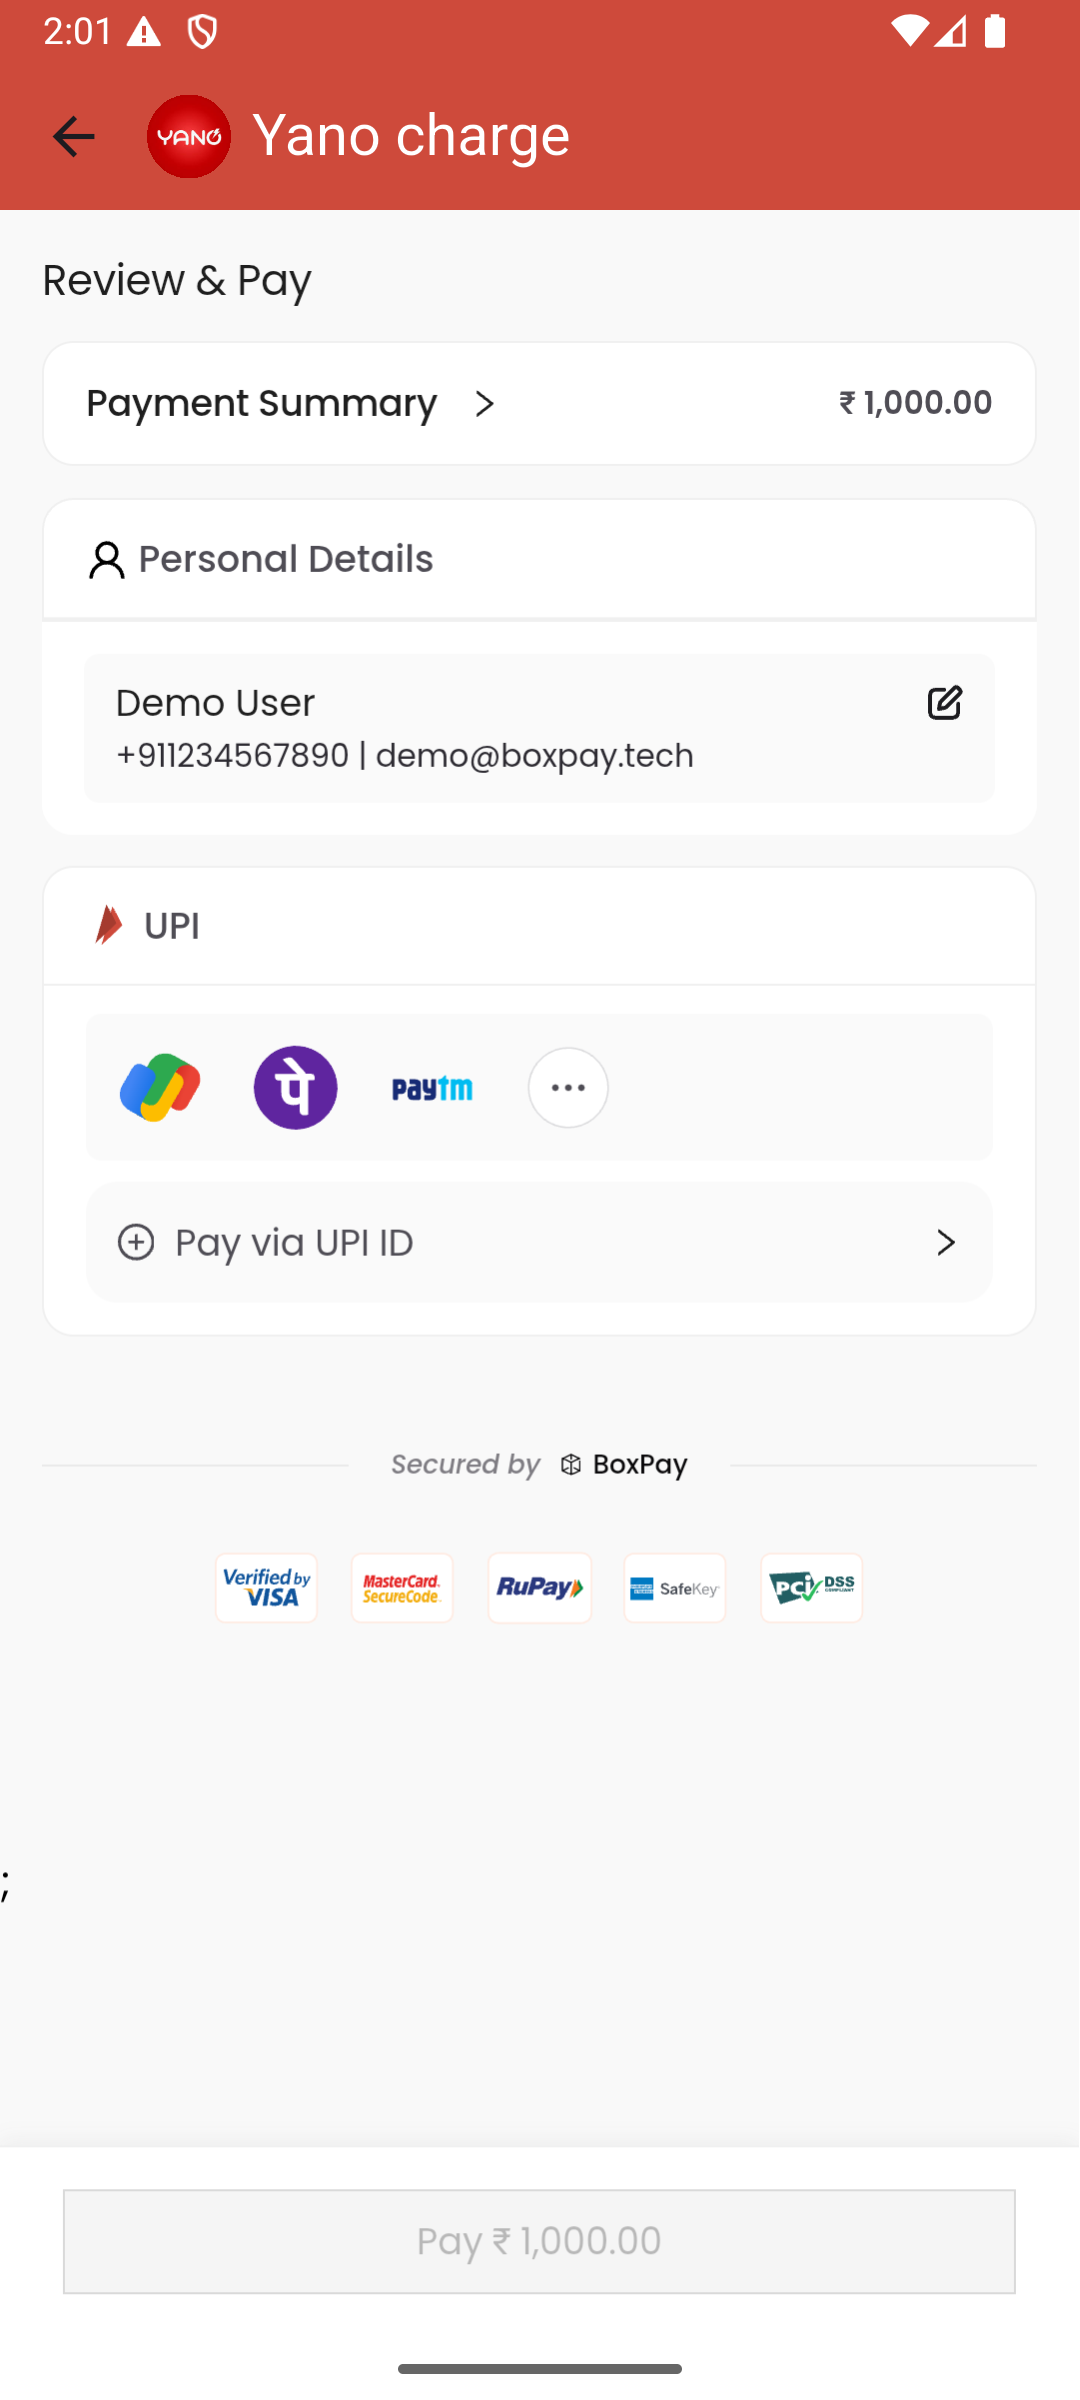 2:01
YANO
Yano charge
Review & Pay
Payment Summary
₹ 1,000.00
Personal Details
Demo User
+911234567890 | demo@boxpay.tech
UPI
पे
paytm
Pay via UPI ID
Secured by BoxPay
Verified by
VISA
MasterCard.
SecureCode.
RuPay
SafeKey
PCI DSS
COMPLIANT
;
Pay ₹ 1,000.00